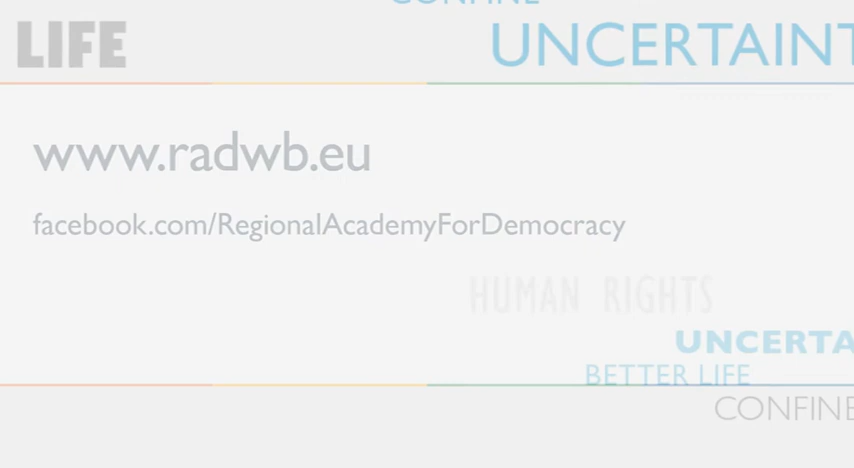 CONFINE
LIFE
UNCERTAINT
www.radwb.eu
facebook.com/RegionalAcademyForDemocracy
HUMAN RIGHTS
UNCERTA
BETTER LIFE
CONFINE